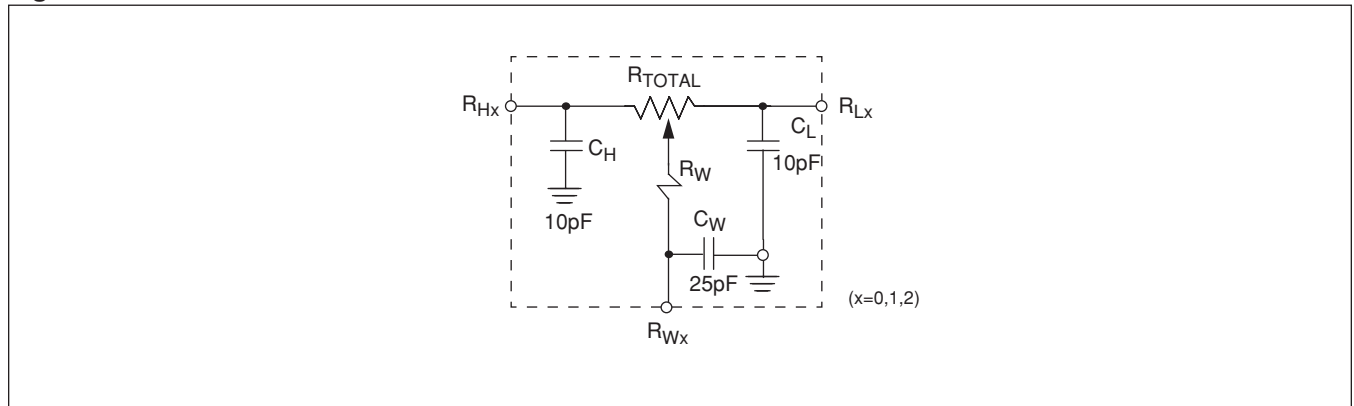 R_TOTAL
R_Hx
R_Lx
C_H
C_L
10pF
R_W
10pF
C_W
25pF
(x=0,1,2)
R_Wx